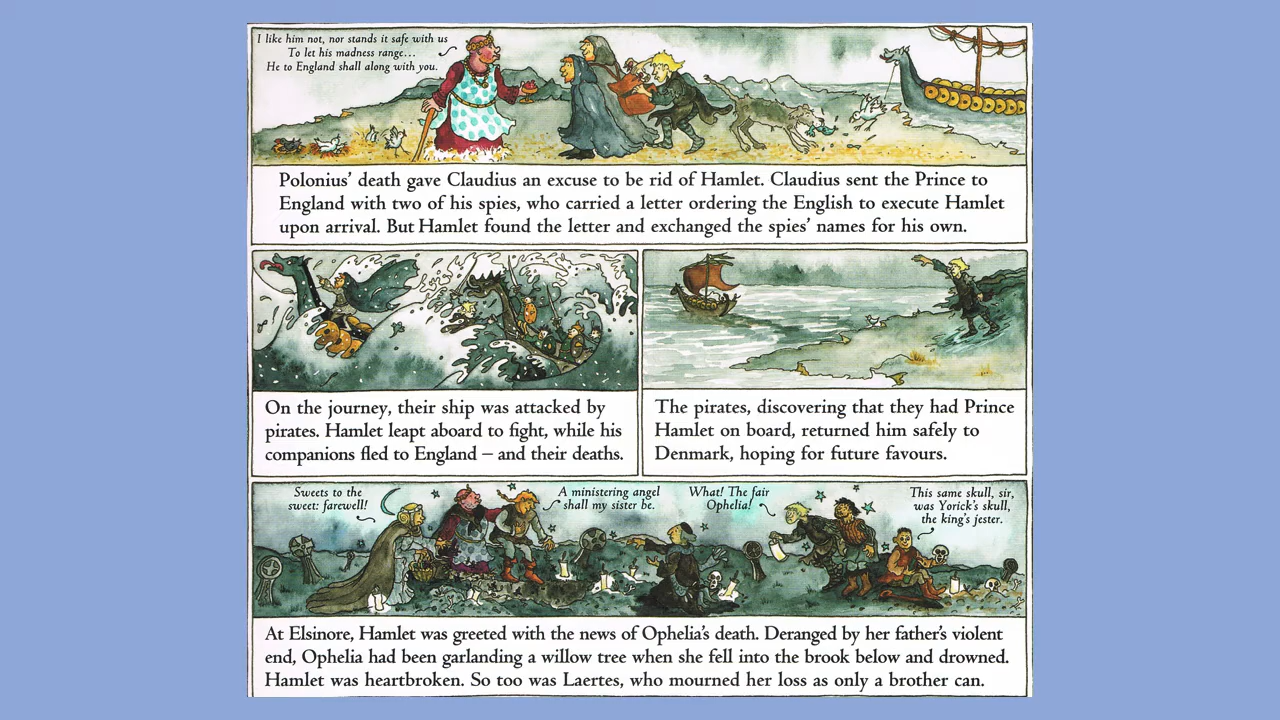 I like him not, nor stands it safe with us
To let his madness range...
He to England shall along with you.
Polonius' death gave Claudius an excuse to be rid of Hamlet. Claudius sent the Prince to
England with two of his spies, who carried a letter ordering the English to execute Hamlet
upon arrival. But Hamlet found the letter and exchanged the spies' names for his own.
On the journey, their ship was attacked by
pirates. Hamlet leapt aboard to fight, while his
companions fled to England – and their deaths.
The pirates, discovering that they had Prince
Hamlet on board, returned him safely to
Denmark, hoping for future favours.
Sweets to the
sweet: farewell!
A ministering angel
shall my sister be.
What! The fair
Ophelia!
This same skull, sir,
was Yorick's skull,
the king's jester.
At Elsinore, Hamlet was greeted with the news of Ophelia's death. Deranged by her father's violent
end, Ophelia had been garlanding a willow tree when she fell into the brook below and drowned.
Hamlet was heartbroken. So too was Laertes, who mourned her loss as only a brother can.